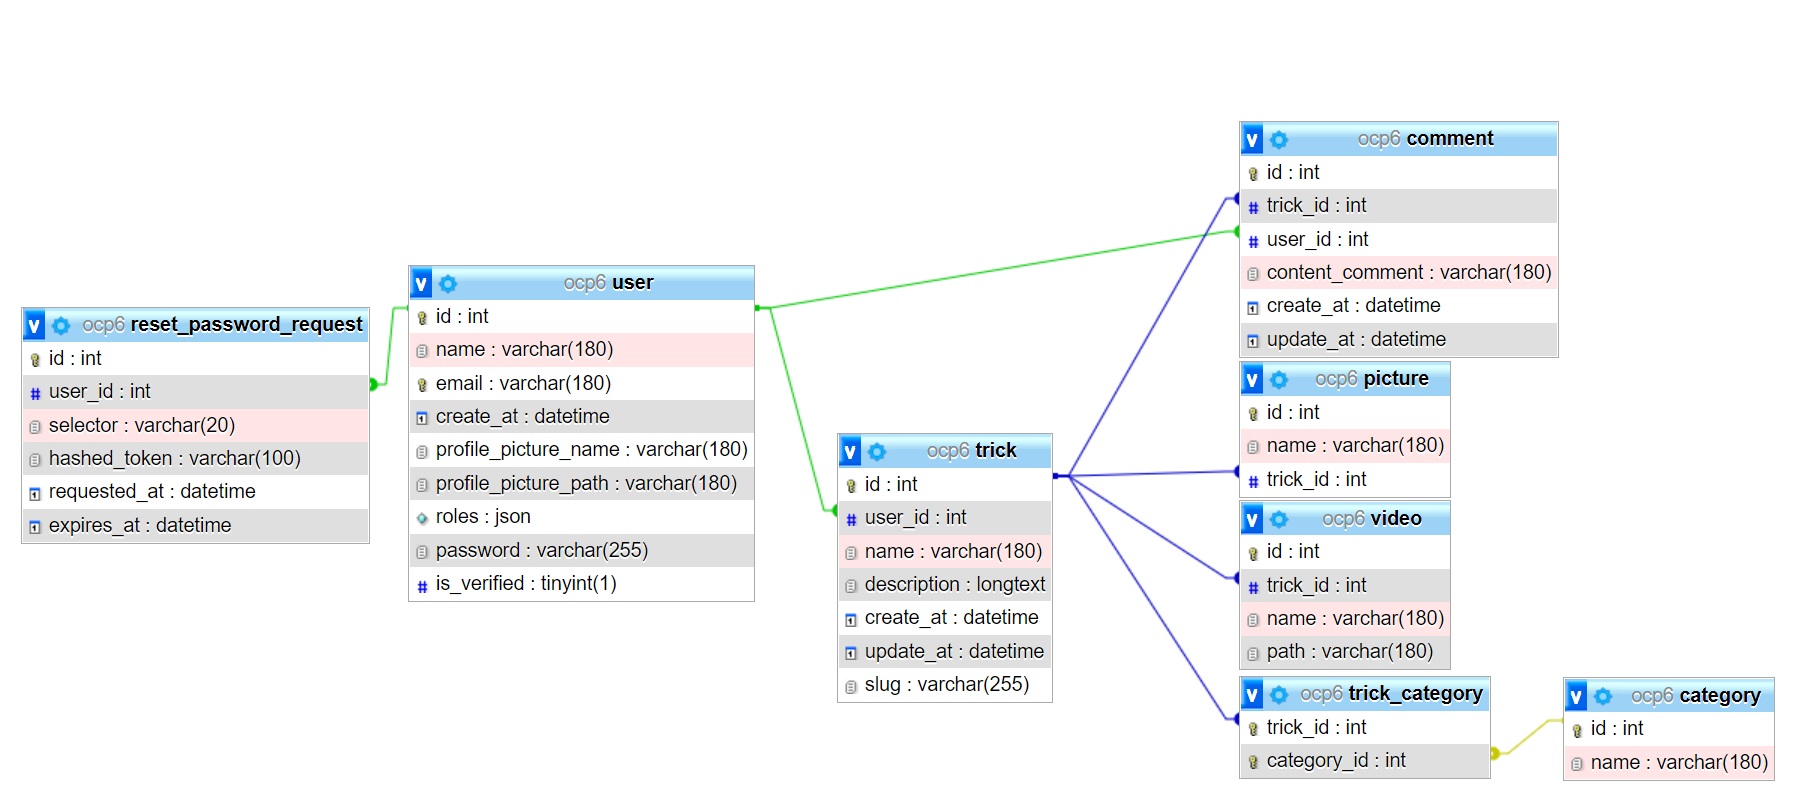 v ocp6 reset_password_request
id : int
# user_id : int
selector : varchar(20)
hashed_token : varchar(100)
requested_at : datetime
expires_at : datetime
v ocp6 user
id : int
name : varchar(180)
email : varchar(180)
create_at : datetime
profile_picture_name : varchar(180)
profile_picture_path : varchar(180)
roles : json
password : varchar(255)
# is_verified : tinyint(1)
v ocp6 trick
id : int
# user_id : int
name : varchar(180)
description : longtext
create_at : datetime
update_at : datetime
slug : varchar(255)
v ocp6 comment
id : int
# trick_id : int
# user_id : int
content_comment : varchar(180)
create_at : datetime
update_at : datetime
v ocp6 picture
id : int
name : varchar(180)
# trick_id : int
v ocp6 video
id : int
# trick_id : int
name : varchar(180)
path : varchar(180)
v ocp6 trick_category
trick_id : int
category_id : int
v ocp6 category
id : int
name : varchar(180)